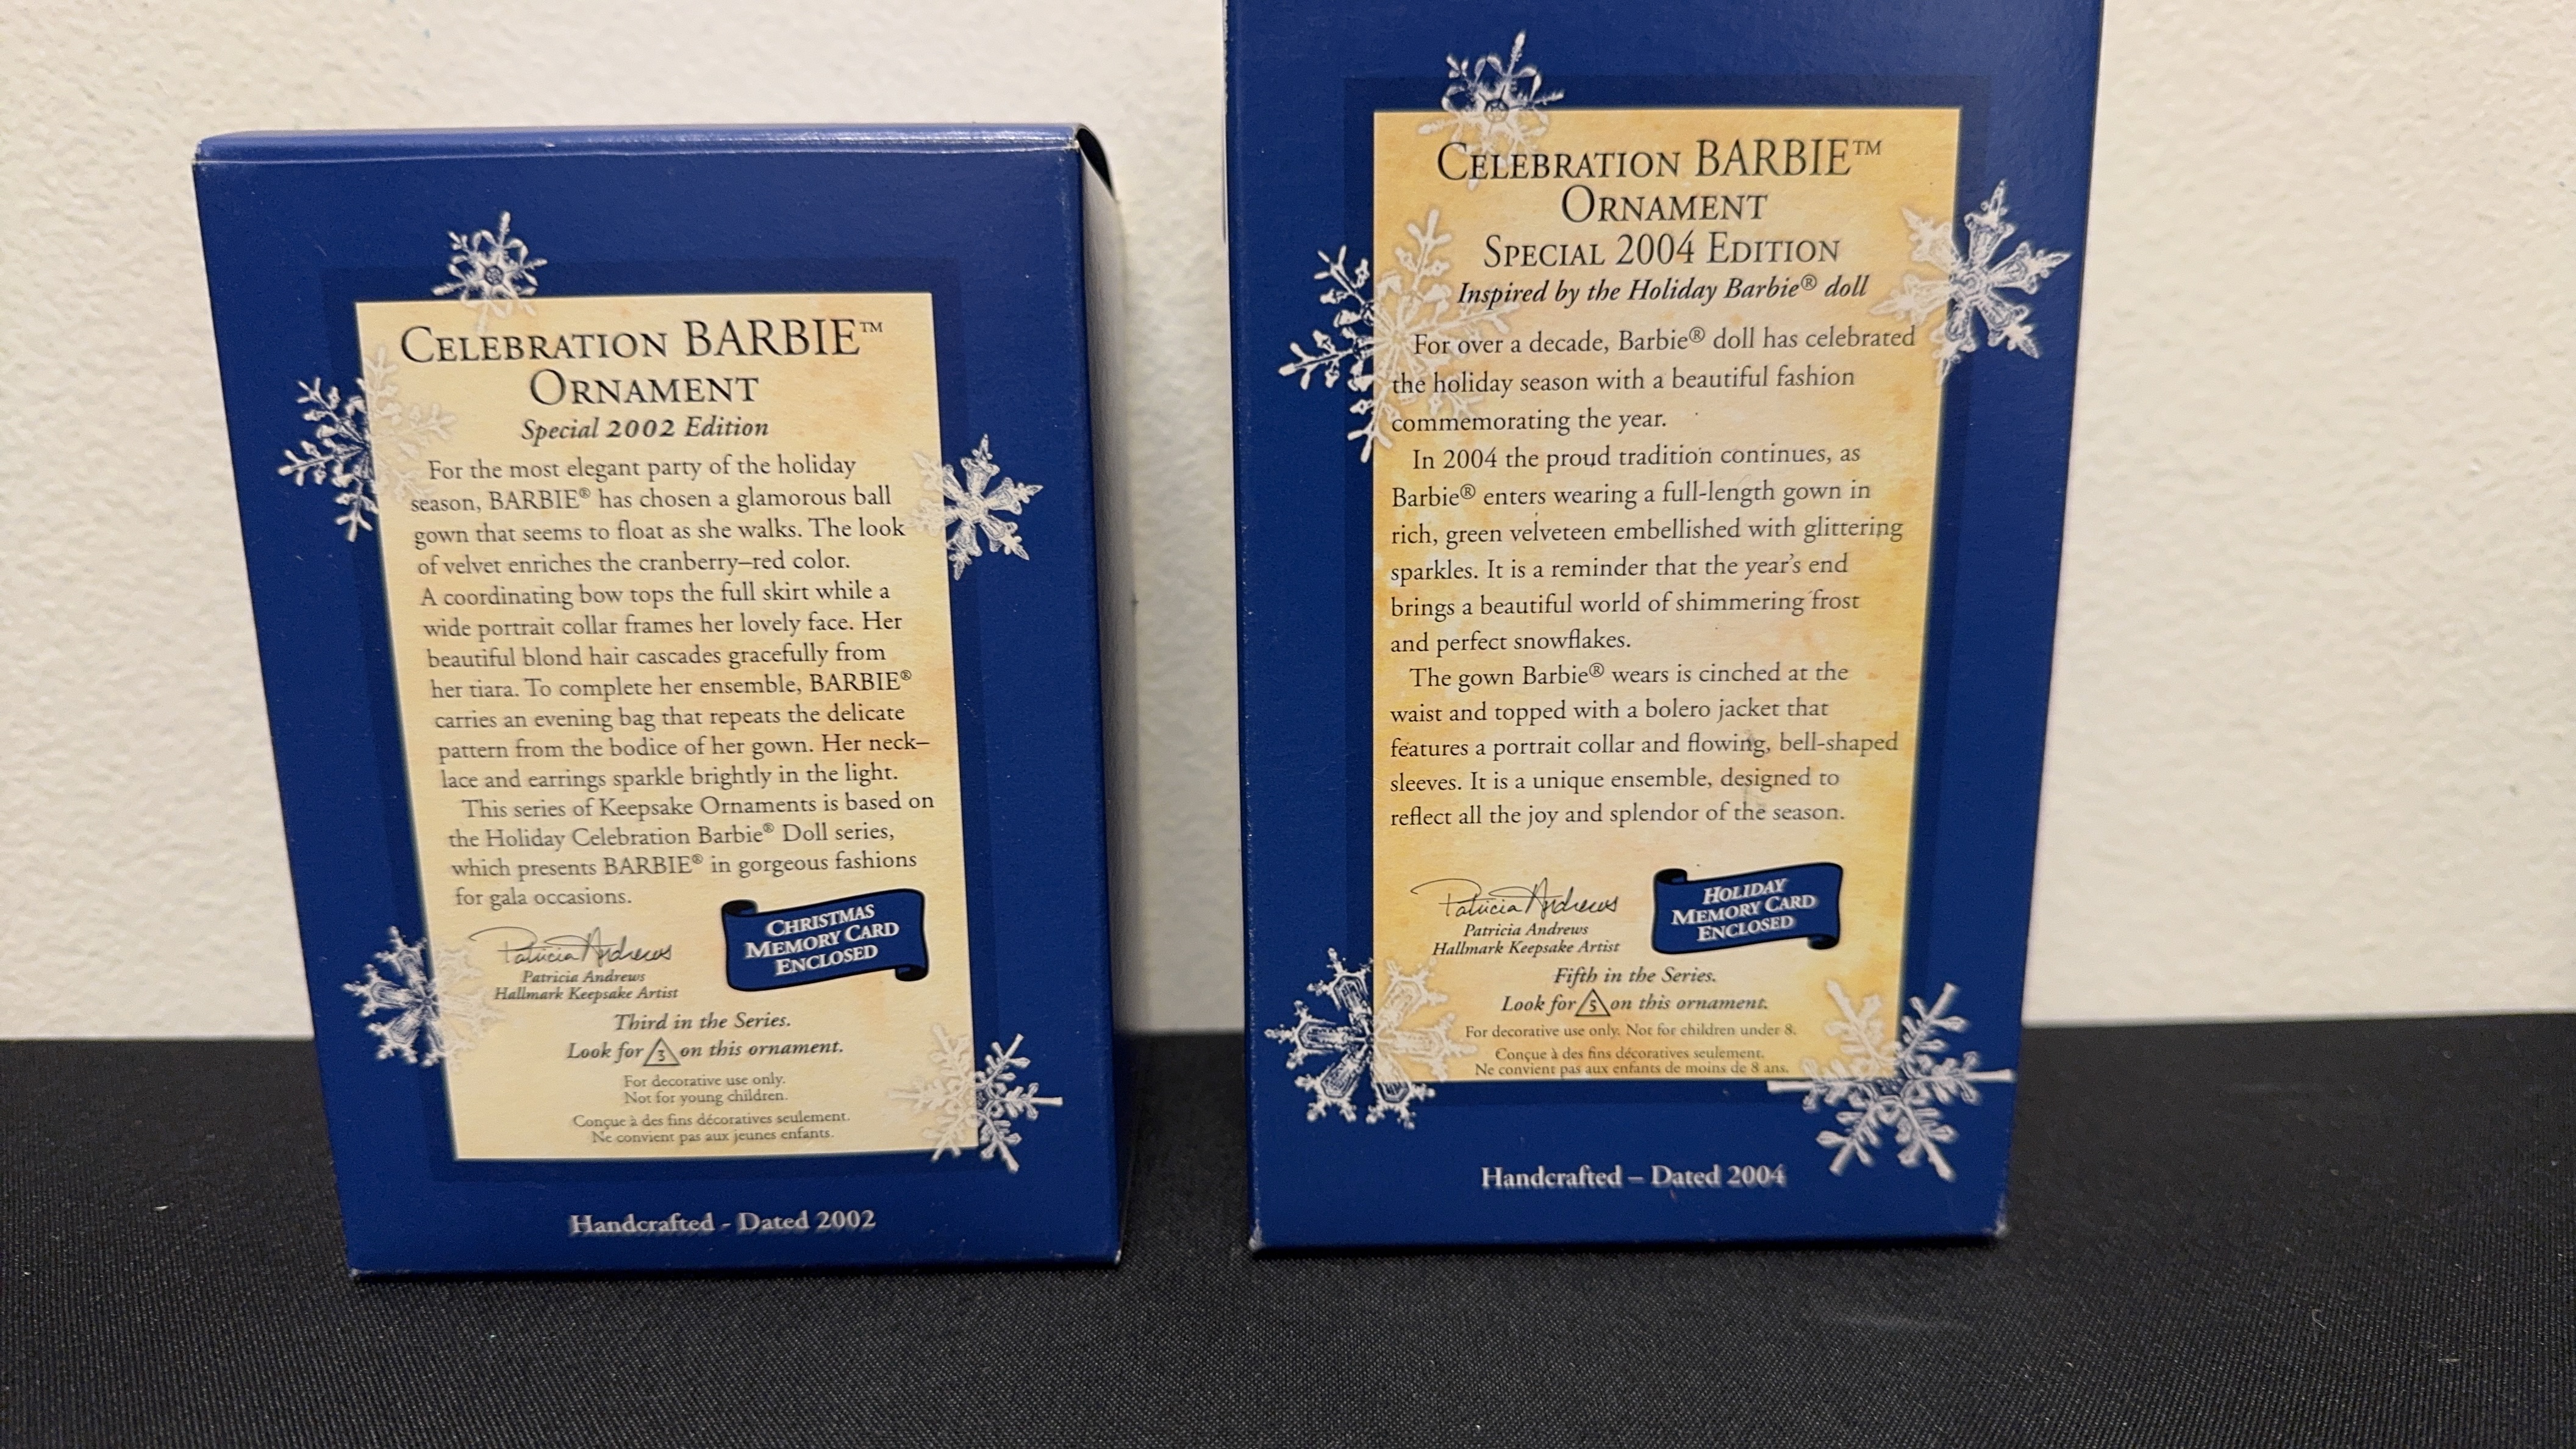 CELEBRATION BARBIE™
ORNAMENT
Special 2002 Edition
For the most elegant party of the holiday
season, BARBIE® has chosen a glamorous ball
gown that seems to float as she walks. The look
of velvet enriches the cranberry–red color.
A coordinating bow tops the full skirt while a
wide portrait collar frames her lovely face. Her
beautiful blond hair cascades gracefully from
her tiara. To complete her ensemble, BARBIE®
carries an evening bag that repeats the delicate
pattern from the bodice of her gown. Her neck–
lace and earrings sparkle brightly in the light.
This series of Keepsake Ornaments is based on
the Holiday Celebration Barbie® Doll series,
which presents BARBIE® in gorgeous fashions
for gala occasions.
CHRISTMAS
MEMORY CARD
ENCLOSED
Patricia Andrews
Patricia Andrews
Hallmark Keepsake Artist
Third in the Series.
Look for 3 on this ornament.
For decorative use only.
Not for young children.
Conçue à des fins décoratives seulement.
Ne convient pas aux jeunes enfants.
Handcrafted - Dated 2002
CELEBRATION BARBIE™
ORNAMENT
SPECIAL 2004 EDITION
Inspired by the Holiday Barbie® doll
For over a decade, Barbie® doll has celebrated
the holiday season with a beautiful fashion
commemorating the year.
In 2004 the proud tradition continues, as
Barbie® enters wearing a full-length gown in
rich, green velveteen embellished with glittering
sparkles. It is a reminder that the year's end
brings a beautiful world of shimmering frost
and perfect snowflakes.
The gown Barbie® wears is cinched at the
waist and topped with a bolero jacket that
features a portrait collar and flowing, bell-shaped
sleeves. It is a unique ensemble, designed to
reflect all the joy and splendor of the season.
Patricia Andrews
Patricia Andrews
Hallmark Keepsake Artist
HOLIDAY
MEMORY CARD
ENCLOSED
Fifth in the Series.
Look for 5 on this ornament.
For decorative use only. Not for children under 8.
Conçue à des fins décoratives seulement.
Ne convient pas aux enfants de moins de 8 ans.
Handcrafted – Dated 2004